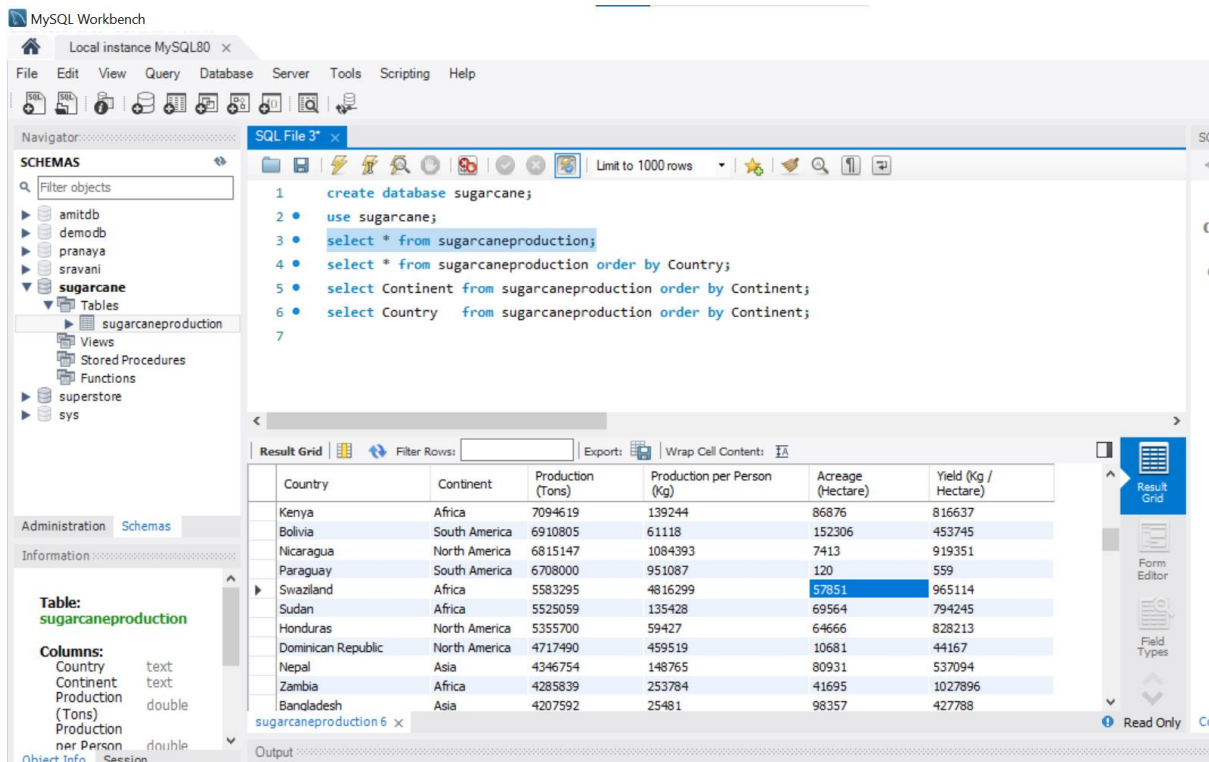 MySQL Workbench
Local instance MySQL80
File Edit View Query Database Server Tools Scripting Help
Navigator
SCHEMAS
Filter objects
amitdb
demodb
pranaya
sravani
sugarcane
Tables
sugarcaneproduction
Views
Stored Procedures
Functions
superstore
sys
Administration Schemas
Information
Table:
sugarcaneproduction
Columns:
Country text
Continent text
Production
(Tons) double
Production
per Person double
Object Info Session
SQL File 3*
Limit to 1000 rows
1 create database sugarcane;
2 use sugarcane;
3 select * from sugarcaneproduction;
4 select * from sugarcaneproduction order by Country;
5 select Continent from sugarcaneproduction order by Continent;
6 select Country from sugarcaneproduction order by Continent;
7
Result Grid Filter Rows: Export: Wrap Cell Content:
Country Continent Production (Tons) Production per Person (Kg) Acreage (Hectare) Yield (Kg / Hectare)
Kenya Africa 7094619 139244 86876 816637
Bolivia South America 6910805 61118 152306 453745
Nicaragua North America 6815147 1084393 7413 919351
Paraguay South America 6708000 951087 120 559
Swaziland Africa 5583295 4816299 57851 965114
Sudan Africa 5525059 135428 69564 794245
Honduras North America 5355700 59427 64666 828213
Dominican Republic North America 4717490 459519 10681 44167
Nepal Asia 4346754 148765 80931 537094
Zambia Africa 4285839 253784 41695 1027896
Bangladesh Asia 4207592 25481 98357 427788
Result
Grid
Form
Editor
Field
Types
sugarcaneproduction 6
Read Only
Output